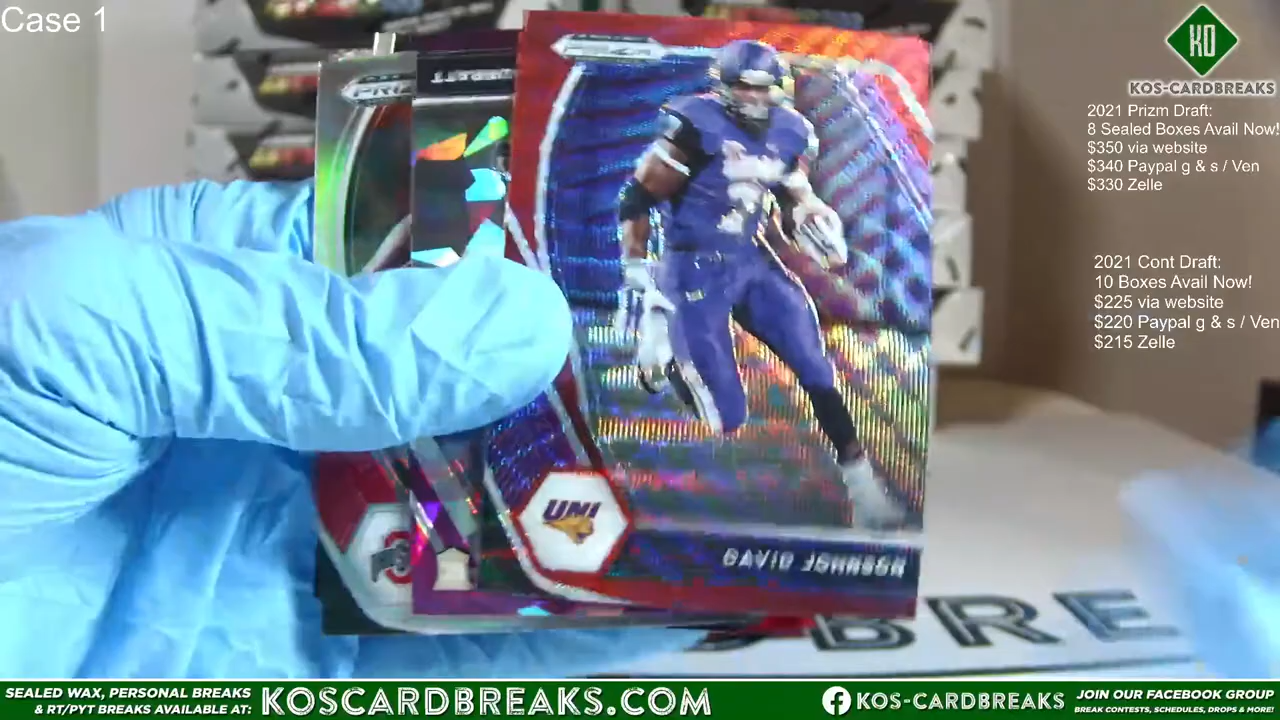 Case 1
KO
KOS-CARDBREAKS
2021 Prizm Draft:
8 Sealed Boxes Avail Now!
$350 via website
$340 Paypal g & s / Ven
$330 Zelle
2021 Cont Draft:
10 Boxes Avail Now!
$225 via website
$220 Paypal g & s / Ven
$215 Zelle
PRIZM
UNI
DAVID JOHNSON
BRE
SEALED WAX, PERSONAL BREAKS
& RT/PYT BREAKS AVAILABLE AT:
KOSCARDBREAKS.COM
KOS-CARDBREAKS
JOIN OUR FACEBOOK GROUP
BREAK CONTESTS, SCHEDULES, DROPS & MORE!